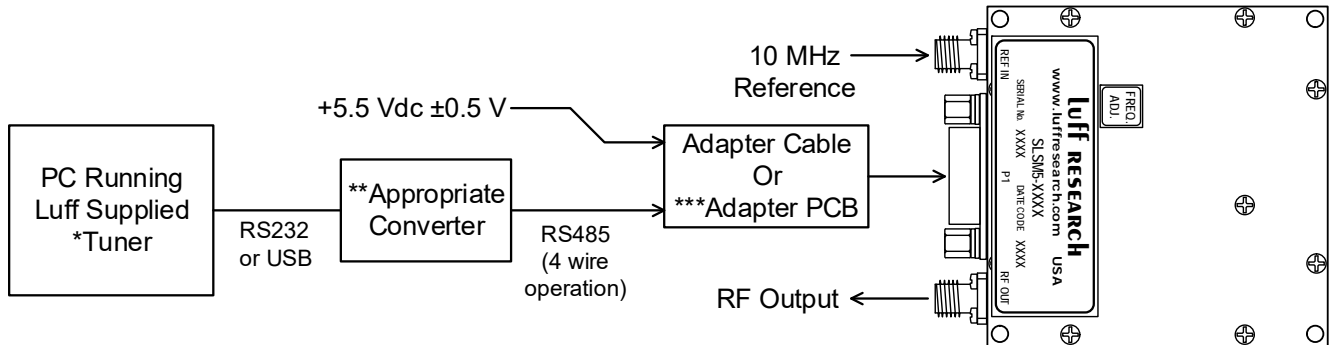 PC Running
Luff Supplied
*Tuner
RS232
or USB
**Appropriate
Converter
RS485
(4 wire
operation)
+5.5 Vdc ±0.5 V
Adapter Cable
Or
***Adapter PCB
10 MHz
Reference
RF Output
REF IN
P1
RF OUT
SERIAL No. XXXX
DATE CODE XXXX
SLSM5-XXXX
www.luffresearch.com USA
Luff RESEARCH
FREQ.
ADJ.